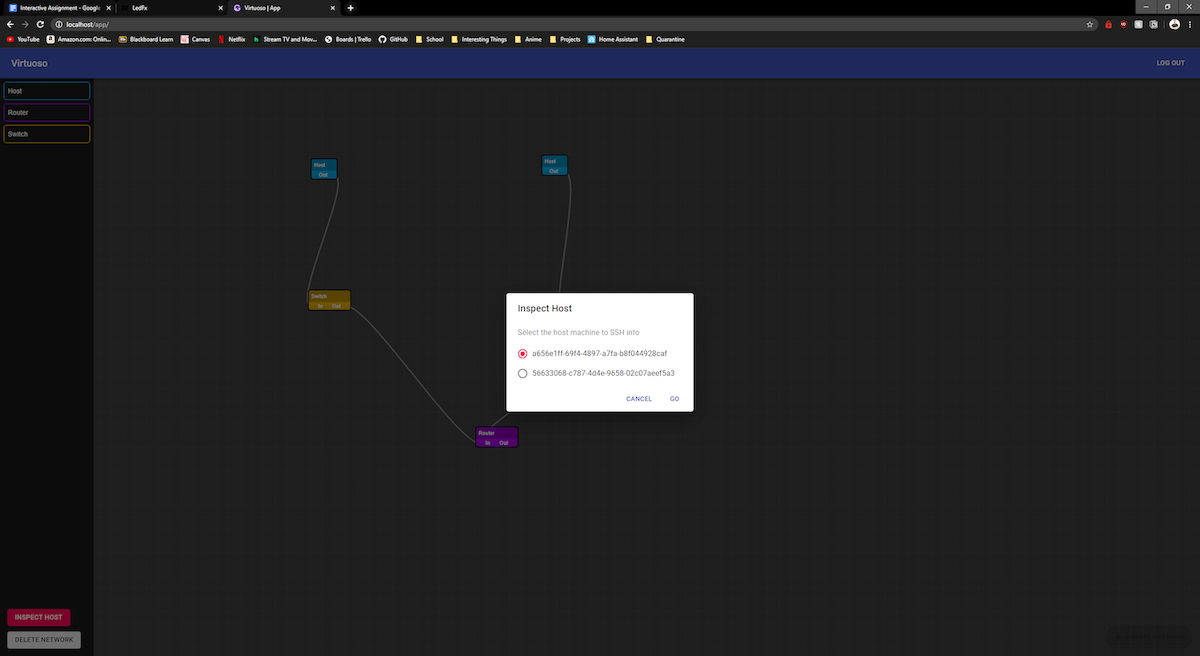 Interactive Assignment - Google
LedFx
Virtuoso | App
localhost/app/
YouTube
Amazon.com: Onlin...
Blackboard Learn
Canvas
Netflix
Stream TV and Mov...
Boards | Trello
GitHub
School
Interesting Things
Anime
Projects
Home Assistant
Quarantine
Virtuoso
LOG OUT
Host
Router
Switch
Host
Out
Host
Out
Switch
In Out
Inspect Host
Select the host machine to SSH into
a656e1ff-69f4-4897-a7fa-b8f044928caf
56633068-c787-4d4e-9658-02c07aeef5a3
CANCEL GO
Router
In Out
INSPECT HOST
DELETE NETWORK